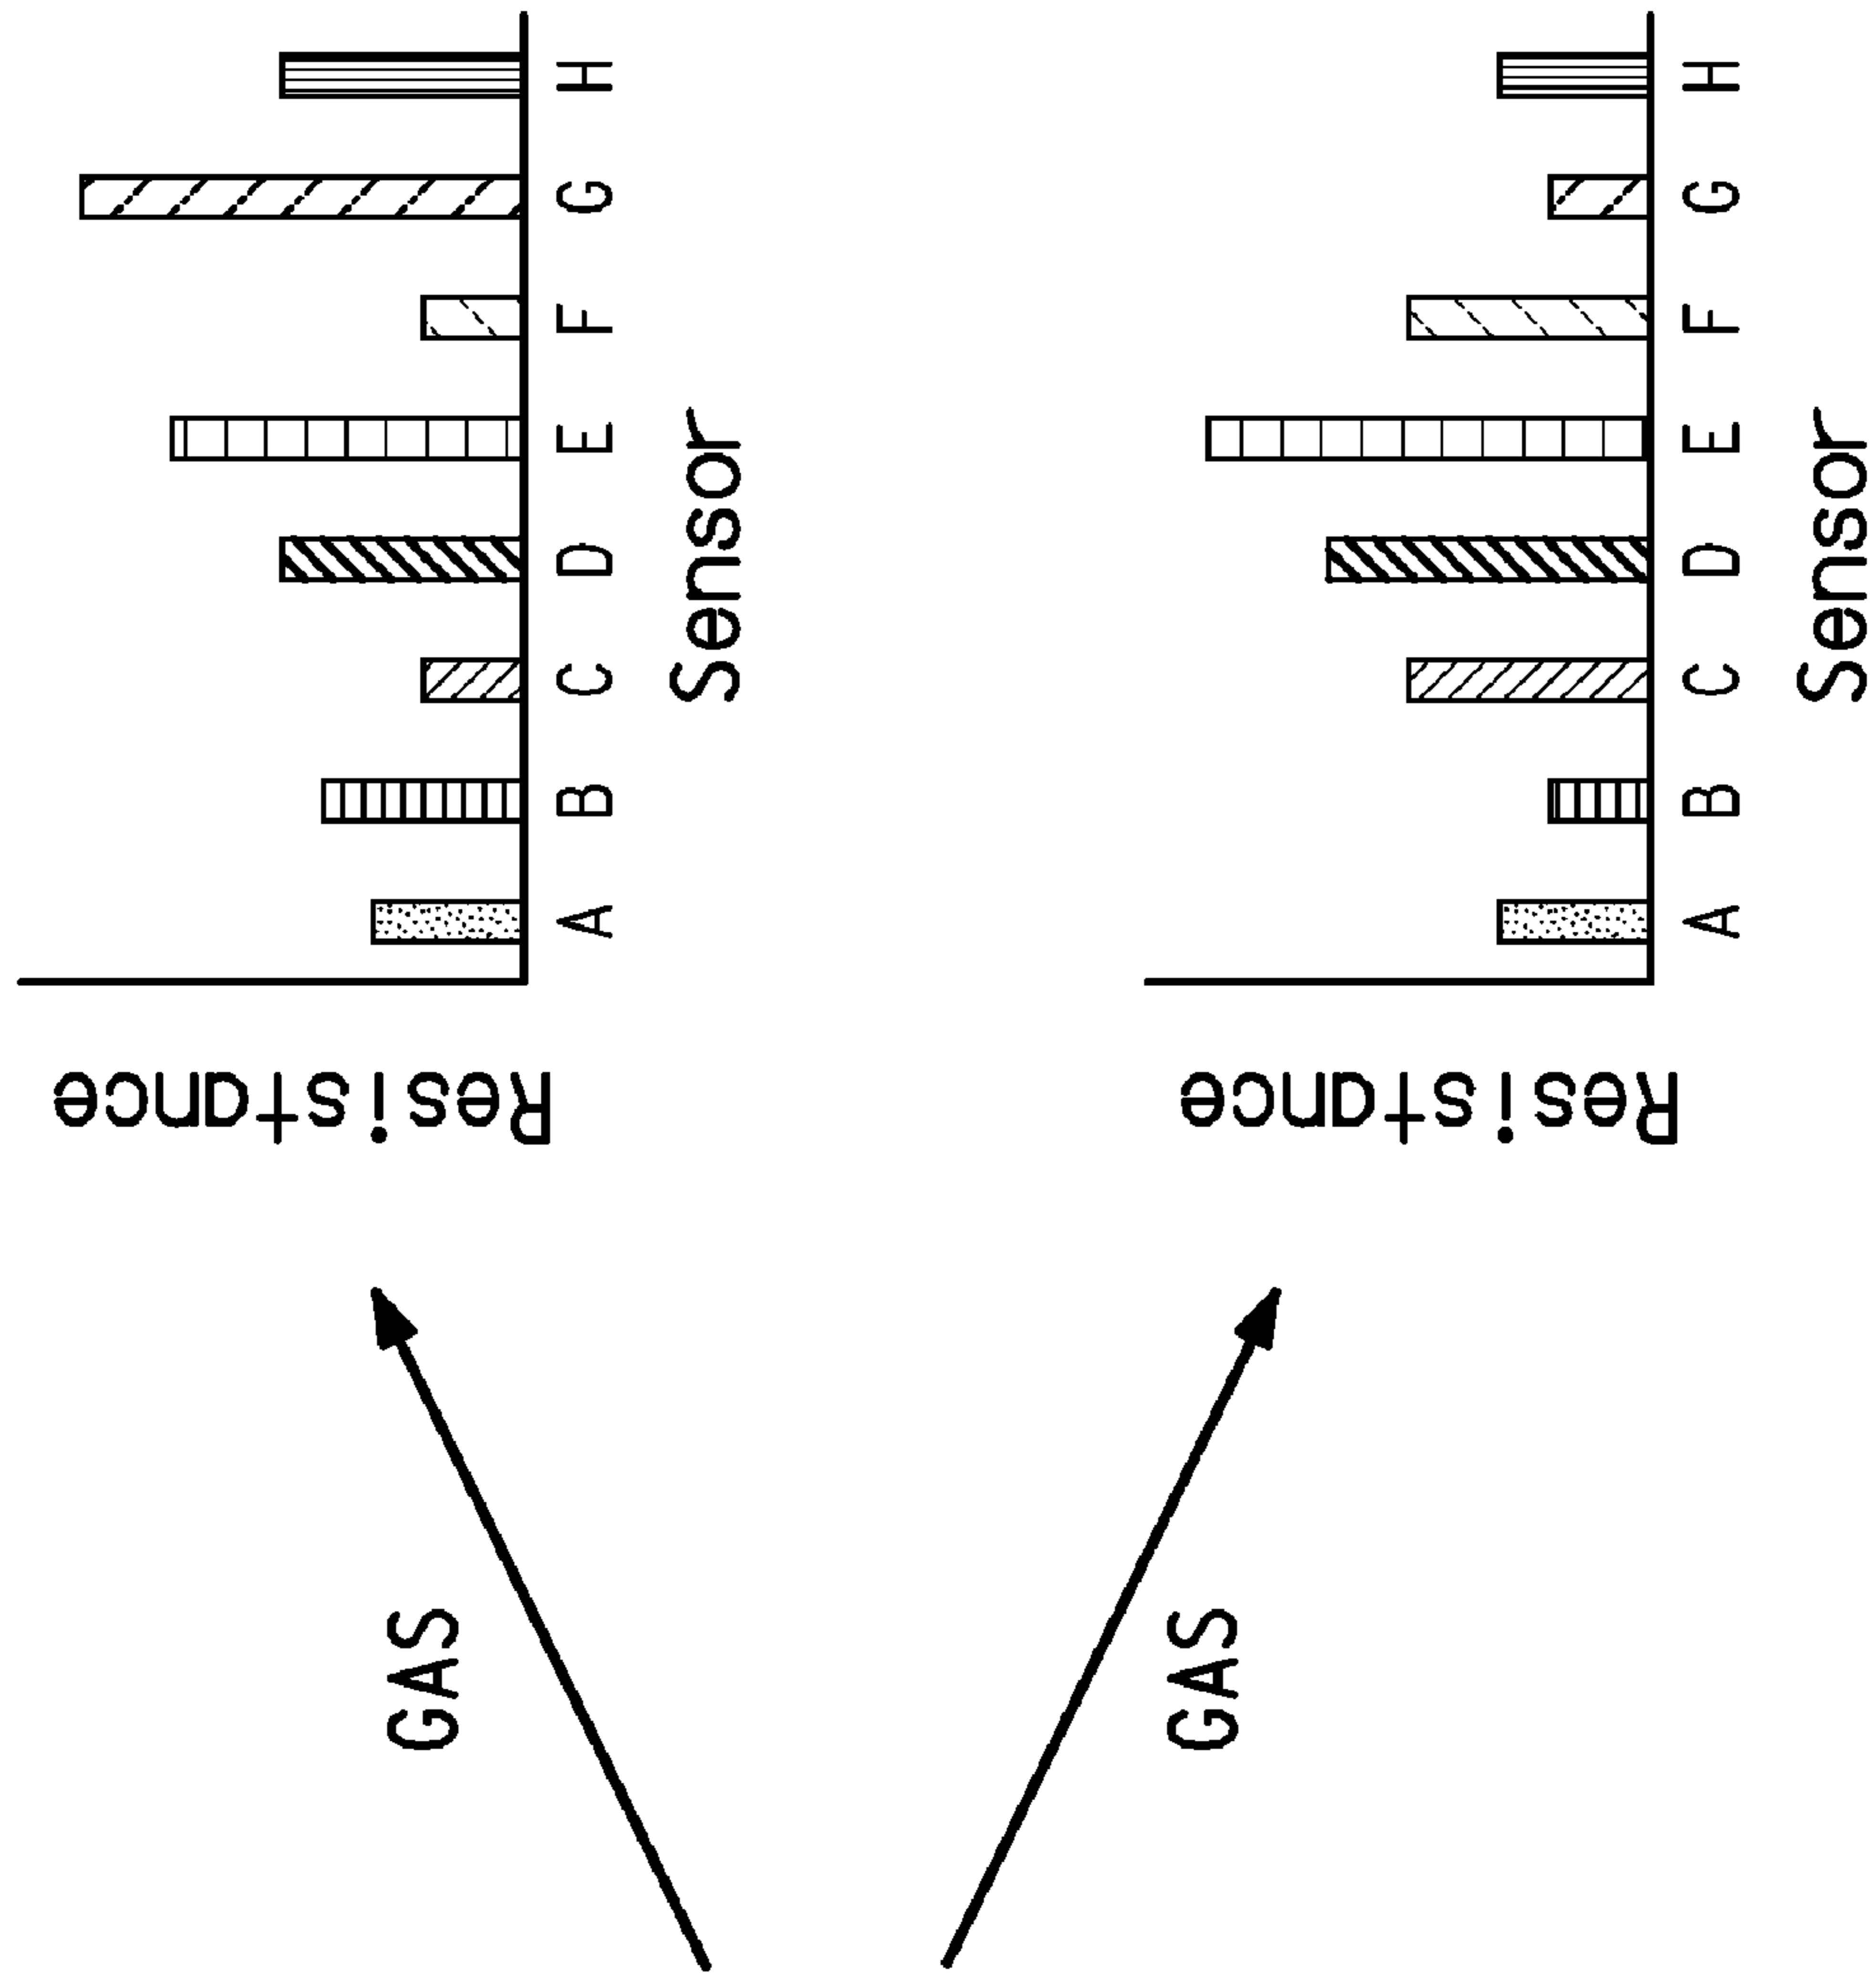 GAS
Resistance
A B C D E F G H
Sensor
GAS
Resistance
A B C D E F G H
Sensor